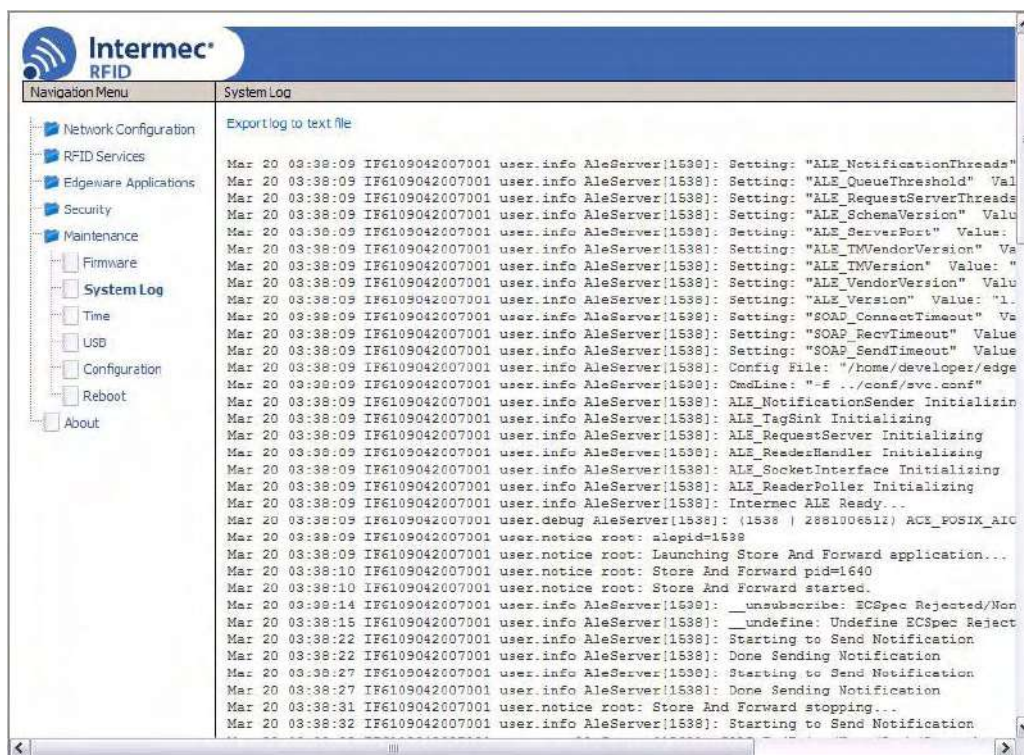 Intermec®
RFID
Navigation Menu
System Log
Network Configuration
RFID Services
Edgeware Applications
Security
Maintenance
Firmware
System Log
Time
USB
Configuration
Reboot
About
Export log to text file
Mar 20 03:38:09 IF6109042007001 user.info AleServer[1538]: Setting: "ALE_NotificationThreads"
Mar 20 03:38:09 IF6109042007001 user.info AleServer[1538]: Setting: "ALE_QueueThreshold" Val
Mar 20 03:38:09 IF6109042007001 user.info AleServer[1538]: Setting: "ALE_RequestServerThreads
Mar 20 03:38:09 IF6109042007001 user.info AleServer[1538]: Setting: "ALE_SchemaVersion" Valu
Mar 20 03:38:09 IF6109042007001 user.info AleServer[1538]: Setting: "ALE_ServerPort" Value:
Mar 20 03:38:09 IF6109042007001 user.info AleServer[1538]: Setting: "ALE_TMVendorVersion" Va
Mar 20 03:38:09 IF6109042007001 user.info AleServer[1538]: Setting: "ALE_TMVersion" Value: "
Mar 20 03:38:09 IF6109042007001 user.info AleServer[1538]: Setting: "ALE_VendorVersion" Valu
Mar 20 03:38:09 IF6109042007001 user.info AleServer[1538]: Setting: "ALE_Version" Value: "1.
Mar 20 03:38:09 IF6109042007001 user.info AleServer[1538]: Setting: "SOAP_ConnectTimeout" Va
Mar 20 03:38:09 IF6109042007001 user.info AleServer[1538]: Setting: "SOAP_RecvTimeout" Value
Mar 20 03:38:09 IF6109042007001 user.info AleServer[1538]: Setting: "SOAP_SendTimeout" Value
Mar 20 03:38:09 IF6109042007001 user.info AleServer[1538]: Config File: "/home/developer/edge
Mar 20 03:38:09 IF6109042007001 user.info AleServer[1538]: CmdLine: "-f ../conf/svc.conf"
Mar 20 03:38:09 IF6109042007001 user.info AleServer[1538]: ALE_NotificationSender Initializin
Mar 20 03:38:09 IF6109042007001 user.info AleServer[1538]: ALE_TagSink Initializing
Mar 20 03:38:09 IF6109042007001 user.info AleServer[1538]: ALE_RequestServer Initializing
Mar 20 03:38:09 IF6109042007001 user.info AleServer[1538]: ALE_ReaderHandler Initializing
Mar 20 03:38:09 IF6109042007001 user.info AleServer[1538]: ALE_SocketInterface Initializing
Mar 20 03:38:09 IF6109042007001 user.info AleServer[1538]: ALE_ReaderPoller Initializing
Mar 20 03:38:09 IF6109042007001 user.info AleServer[1538]: Intermec ALE Ready...
Mar 20 03:38:09 IF6109042007001 user.debug AleServer[1538]: (1538 | 2881006512) ACE_POSIX_AIO
Mar 20 03:38:09 IF6109042007001 user.notice root: alepid=1538
Mar 20 03:38:09 IF6109042007001 user.notice root: Launching Store And Forward application...
Mar 20 03:38:10 IF6109042007001 user.notice root: Store And Forward pid=1640
Mar 20 03:38:10 IF6109042007001 user.notice root: Store And Forward started.
Mar 20 03:38:14 IF6109042007001 user.info AleServer[1538]: __unsubscribe: ECSpec Rejected/Non
Mar 20 03:38:15 IF6109042007001 user.info AleServer[1538]: __undefine: Undefine ECSpec Reject
Mar 20 03:38:22 IF6109042007001 user.info AleServer[1538]: Starting to Send Notification
Mar 20 03:38:22 IF6109042007001 user.info AleServer[1538]: Done Sending Notification
Mar 20 03:38:27 IF6109042007001 user.info AleServer[1538]: Starting to Send Notification
Mar 20 03:38:27 IF6109042007001 user.info AleServer[1538]: Done Sending Notification
Mar 20 03:38:31 IF6109042007001 user.notice root: Store And Forward stopping...
Mar 20 03:38:32 IF6109042007001 user.info AleServer[1538]: Starting to Send Notification